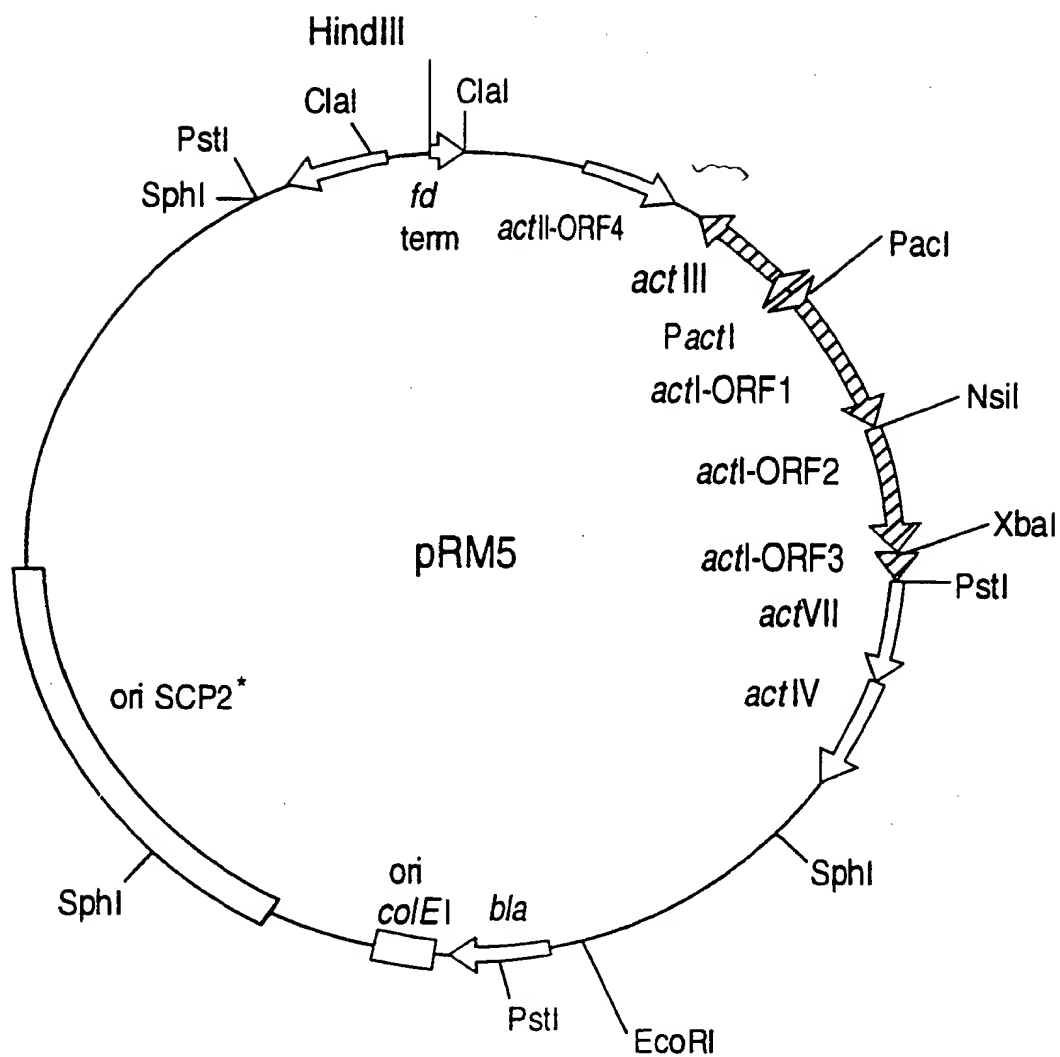 HindIII
ClaI
ClaI
PstI
SphI
fd
term
actII-ORF4
actIII
PacI
PactI
actI-ORF1
NsiI
actI-ORF2
XbaI
pRM5
actI-ORF3
PstI
actVII
ori SCP2*
actIV
SphI
SphI
ori
colEI
bla
PstI
EcoRI